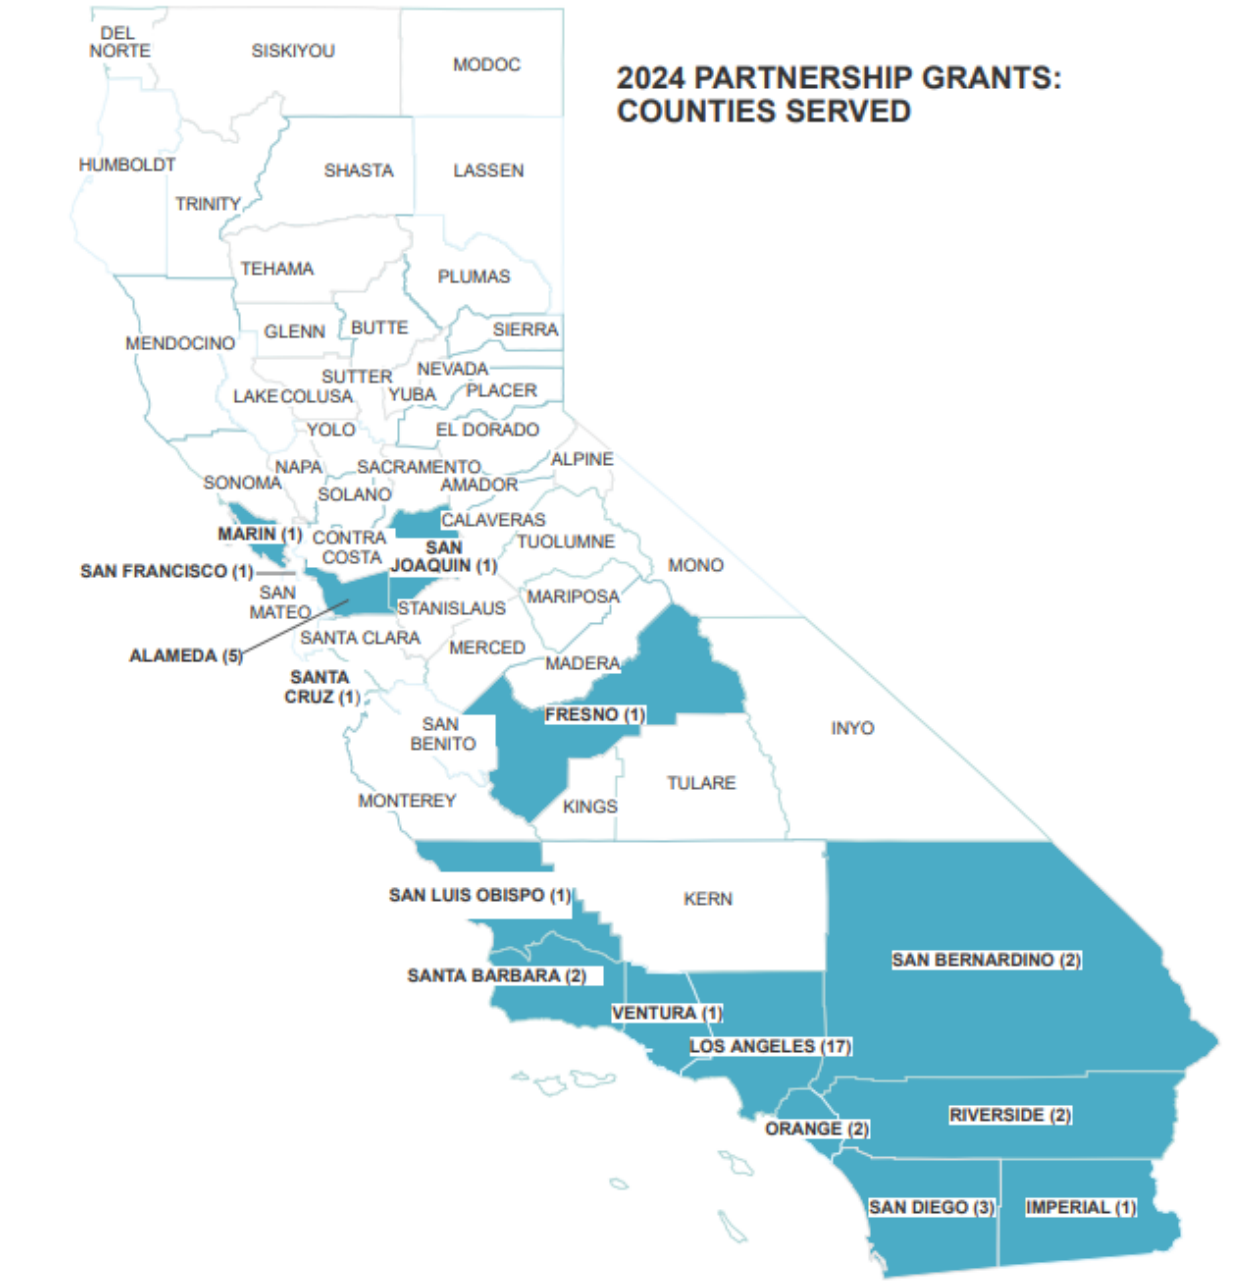 DEL
NORTE
SISKIYOU
MODOC
2024 PARTNERSHIP GRANTS:
COUNTIES SERVED
HUMBOLDT
TRINITY
SHASTA
LASSEN
TEHAMA
PLUMAS
MENDOCINO
GLENN
BUTTE
SIERRA
NEVADA
SUTTER
LAKE
COLUSA
YUBA
PLACER
YOLO
EL DORADO
SONOMA
NAPA
SACRAMENTO
ALPINE
SOLANO
AMADOR
MARIN (1)
CONTRA
COSTA
CALAVERAS
TUOLUMNE
SAN
JOAQUIN (1)
MONO
SAN FRANCISCO (1)
SAN
MATEO
STANISLAUS
MARIPOSA
ALAMEDA (5)
SANTA CLARA
MERCED
MADERA
SANTA
CRUZ (1)
SAN
BENITO
FRESNO (1)
INYO
MONTEREY
KINGS
TULARE
SAN LUIS OBISPO (1)
KERN
SANTA BARBARA (2)
SAN BERNARDINO (2)
VENTURA (1)
LOS ANGELES (17)
ORANGE (2)
RIVERSIDE (2)
SAN DIEGO (3)
IMPERIAL (1)